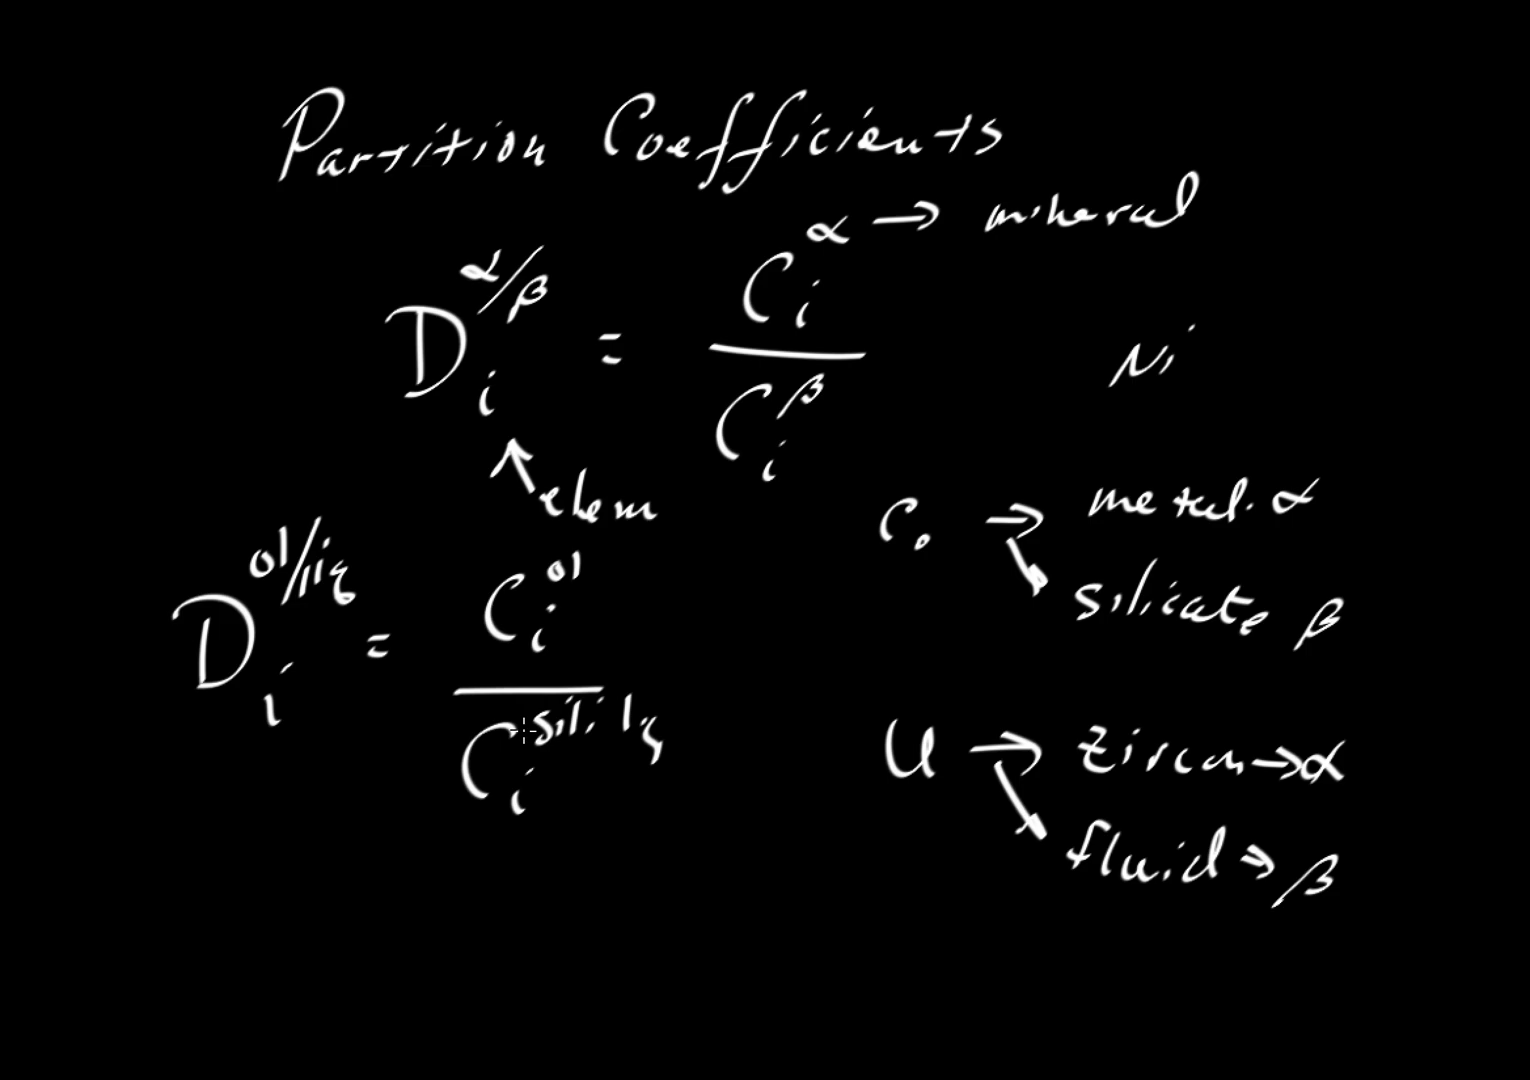 Partition Coefficients
D_i^{α/β} = C_i^α / C_i^β
α → mineral
Ni
↑ elem
Co → metal α
silicate β
D_i^{ol/liq} = C_i^{ol} / C_i^{sil. liq}
U → zircon → α
fluid → β